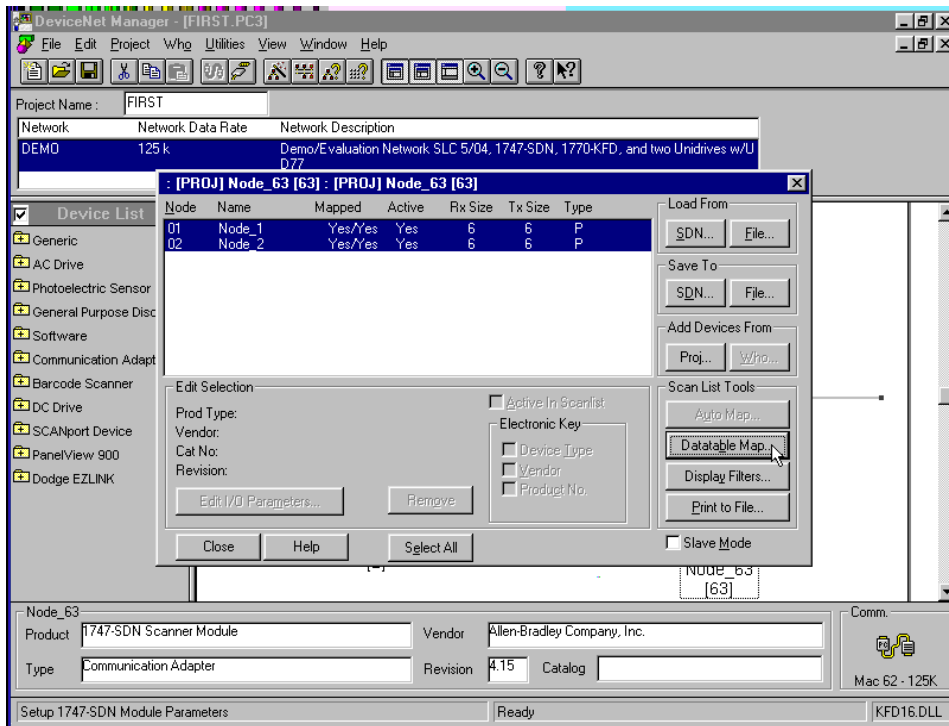 DeviceNet Manager - [FIRST.PC3]
File Edit Project Who Utilities View Window Help
Project Name : FIRST
Network Network Data Rate Network Description
DEMO 125 k Demo/Evaluation Network SLC 5/04, 1747-SDN, 1770-KFD, and two Unidrives w/U
D77
: [PROJ] Node_63 [63] : [PROJ] Node_63 [63]
Node Name Mapped Active Rx Size Tx Size Type
01 Node_1 Yes/Yes Yes 6 6 P
02 Node_2 Yes/Yes Yes 6 6 P
Load From
SDN... File...
Save To
SDN... File...
Add Devices From
Proj... Who...
Scan List Tools
Auto Map...
Datatable Map...
Display Filters...
Print to File...
Slave Mode
Edit Selection
Prod Type:
Vendor:
Cat No:
Revision:
Edit I/O Parameters... Remove
Active In Scanlist
Electronic Key
Device Type
Vendor
Product No.
Close Help Select All
Device List
Generic
AC Drive
Photoelectric Sensor
General Purpose Disc
Software
Communication Adapt
Barcode Scanner
DC Drive
SCANport Device
PanelView 900
Dodge EZLINK
Node_63
[63]
Node_63
Product 1747-SDN Scanner Module Vendor Allen-Bradley Company, Inc.
Type Communication Adapter Revision 4.15 Catalog
Comm.
Mac 62 - 125K
Setup 1747-SDN Module Parameters Ready KFD16.DLL